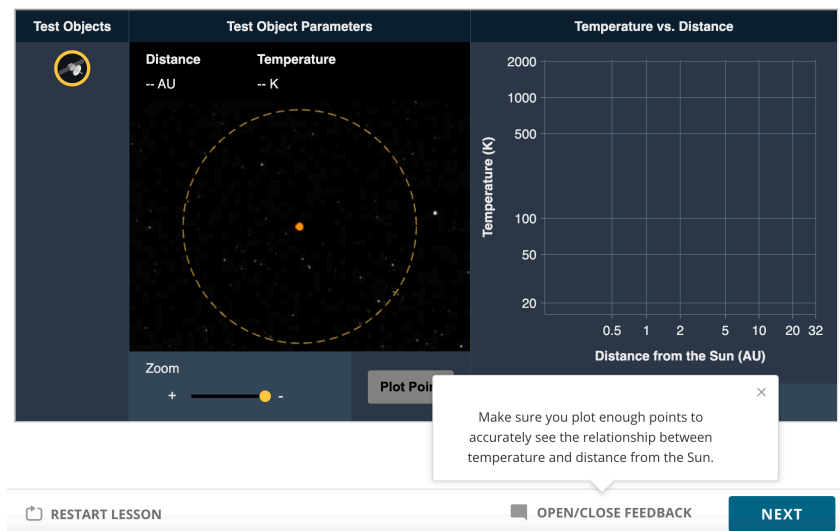 Test Objects
Test Object Parameters
Temperature vs. Distance
Distance
Temperature
-- AU
-- K
2000
1000
500
100
50
20
Temperature (K)
0.5 1 2 5 10 20 32
Distance from the Sun (AU)
Zoom
+ -
Plot
Make sure you plot enough points to
accurately see the relationship between
temperature and distance from the Sun.
RESTART LESSON
OPEN/CLOSE FEEDBACK
NEXT